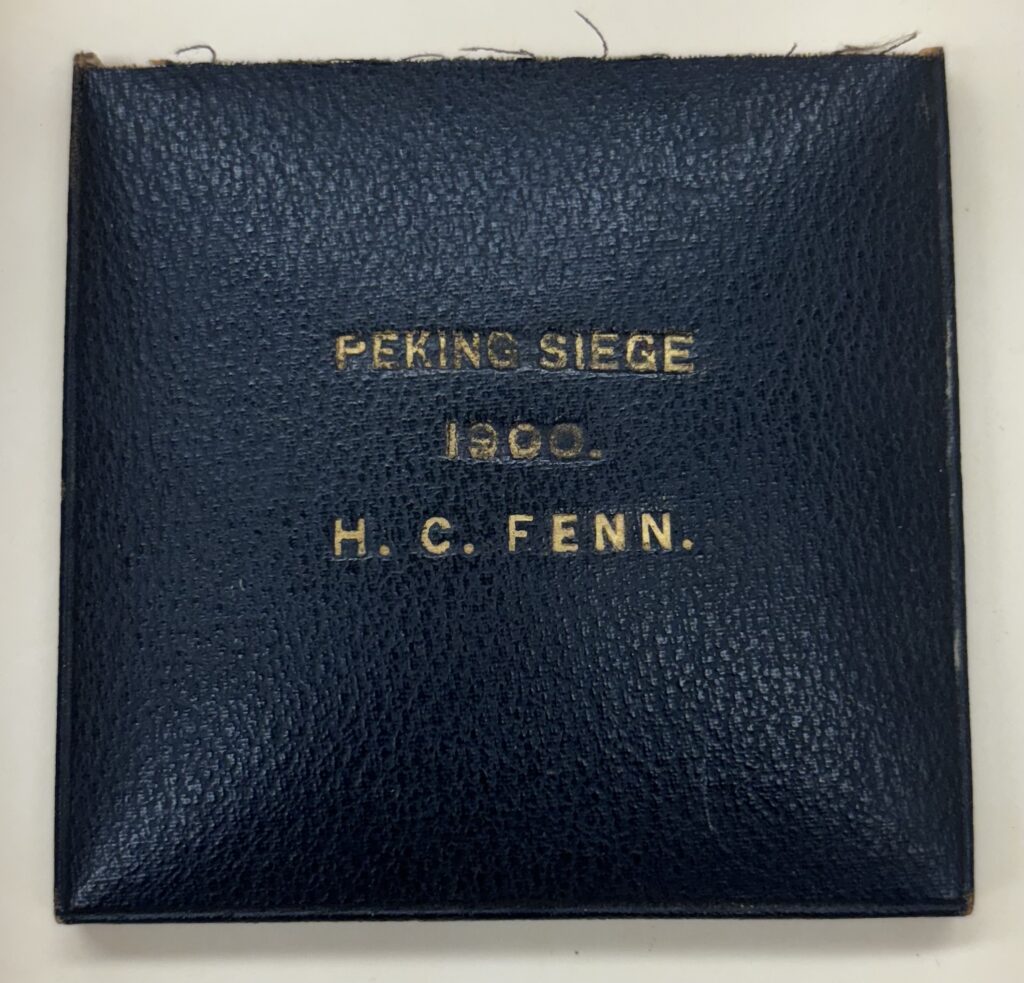 PEKING SIEGE
1900.
H. C. FENN.